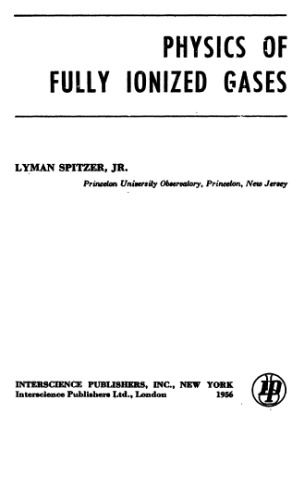 PHYSICS OF
FULLY IONIZED GASES
LYMAN SPITZER, JR.
Princeton University Observatory, Princeton, New Jersey
INTERSCIENCE PUBLISHERS, INC., NEW YORK
Interscience Publishers Ltd., London 1956